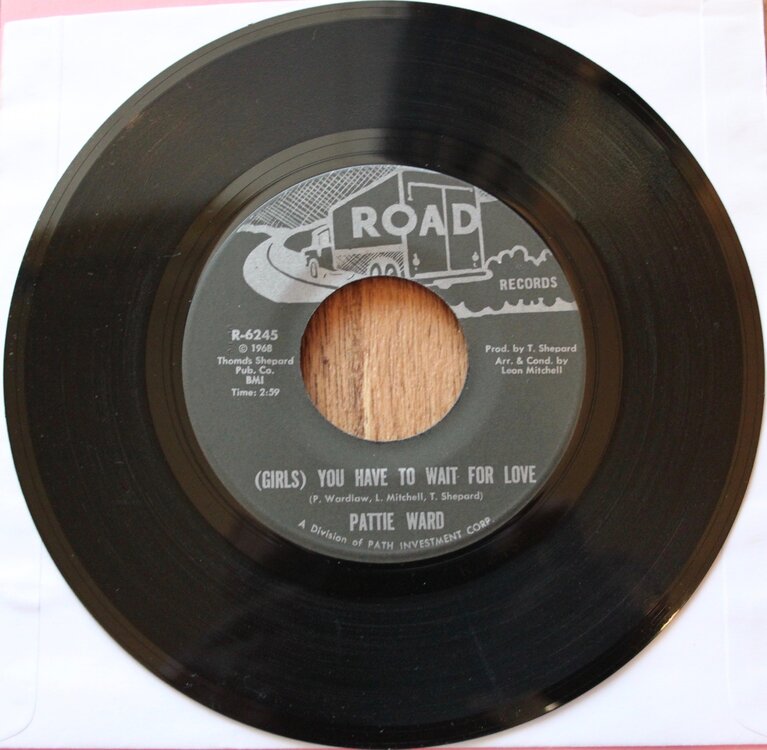 ROAD
RECORDS
R-6245
© 1968
Thomds Shepard
Pub. Co.
BMI
Time: 2:59
Prod. by T. Shepard
Arr. & Cond. by
Leon Mitchell
(GIRLS) YOU HAVE TO WAIT FOR LOVE
(P. Wardlaw, L. Mitchell, T. Shepard)
PATTIE WARD
A Division of PATH INVESTMENT CORP.